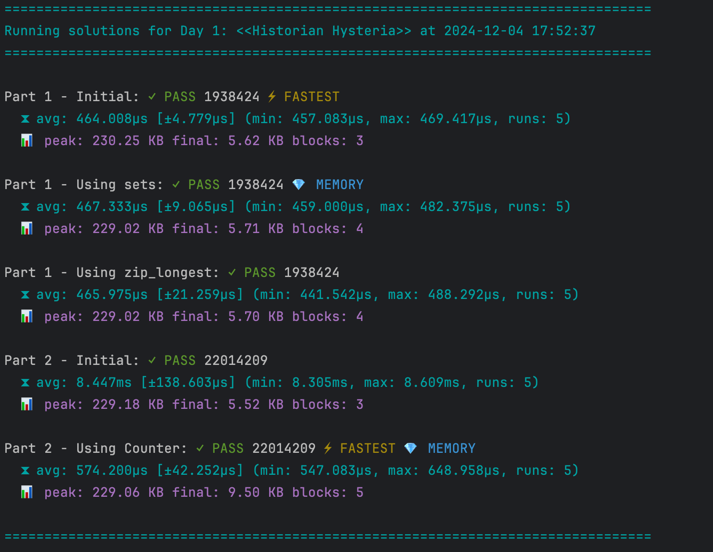 =================================================================================
Running solutions for Day 1: <<Historian Hysteria>> at 2024-12-04 17:52:37
=================================================================================
Part 1 - Initial: ✓ PASS 1938424 ⚡ FASTEST
⧗ avg: 464.008µs [±4.779µs] (min: 457.083µs, max: 469.417µs, runs: 5)
📊 peak: 230.25 KB final: 5.62 KB blocks: 3
Part 1 - Using sets: ✓ PASS 1938424 💎 MEMORY
⧗ avg: 467.333µs [±9.065µs] (min: 459.000µs, max: 482.375µs, runs: 5)
📊 peak: 229.02 KB final: 5.71 KB blocks: 4
Part 1 - Using zip_longest: ✓ PASS 1938424
⧗ avg: 465.975µs [±21.259µs] (min: 441.542µs, max: 488.292µs, runs: 5)
📊 peak: 229.02 KB final: 5.70 KB blocks: 4
Part 2 - Initial: ✓ PASS 22014209
⧗ avg: 8.447ms [±138.603µs] (min: 8.305ms, max: 8.609ms, runs: 5)
📊 peak: 229.18 KB final: 5.52 KB blocks: 3
Part 2 - Using Counter: ✓ PASS 22014209 ⚡ FASTEST 💎 MEMORY
⧗ avg: 574.200µs [±42.252µs] (min: 547.083µs, max: 648.958µs, runs: 5)
📊 peak: 229.06 KB final: 9.50 KB blocks: 5
=================================================================================